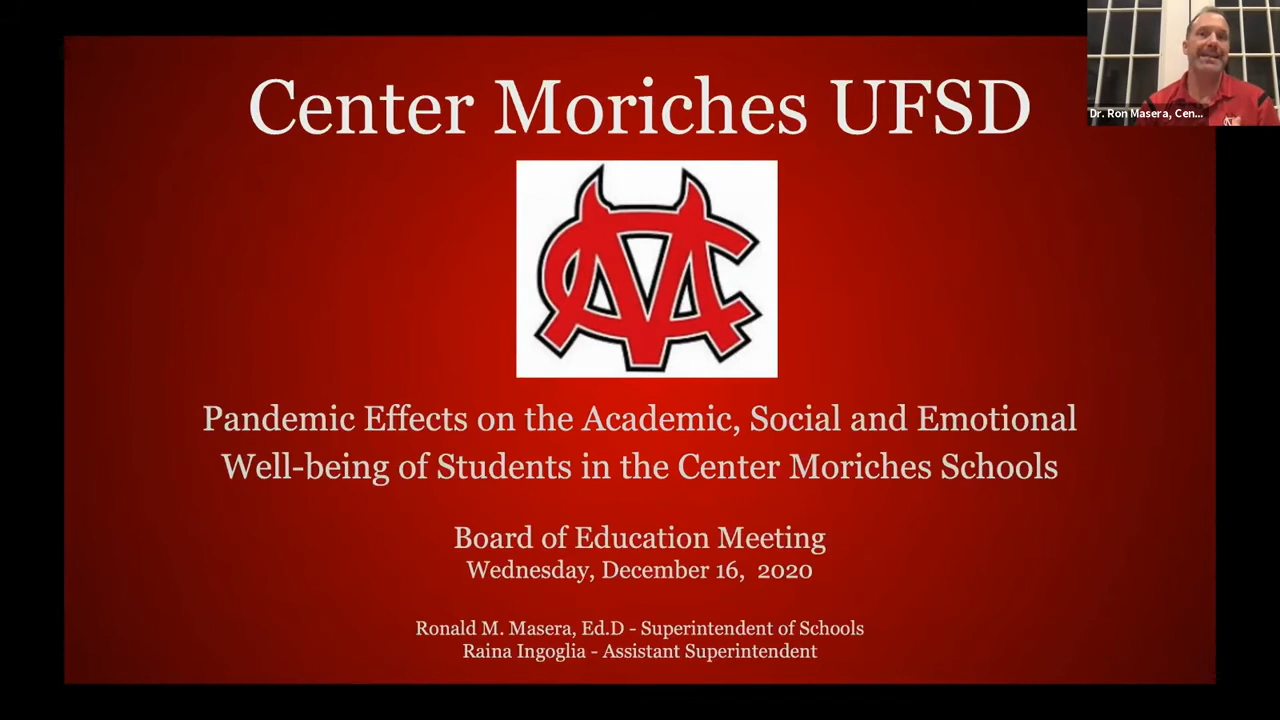 Center Moriches UFSD
Dr. Ron Masera, Cen...
CM
Pandemic Effects on the Academic, Social and Emotional
Well-being of Students in the Center Moriches Schools
Board of Education Meeting
Wednesday, December 16, 2020
Ronald M. Masera, Ed.D - Superintendent of Schools
Raina Ingoglia - Assistant Superintendent